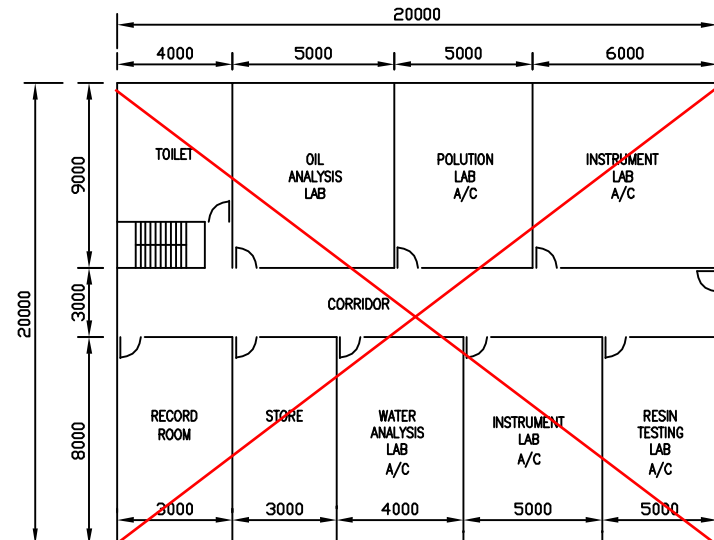 20000
4000
5000
5000
6000
TOILET
OIL
ANALYSIS
LAB
POLUTION
LAB
A/C
INSTRUMENT
LAB
A/C
9000
3000
20000
8000
CORRIDOR
RECORD
ROOM
STORE
WATER
ANALYSIS
LAB
A/C
INSTRUMENT
LAB
A/C
RESIN
TESTING
LAB
A/C
3000
3000
4000
5000
5000